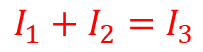 I₁ + I₂ = I₃